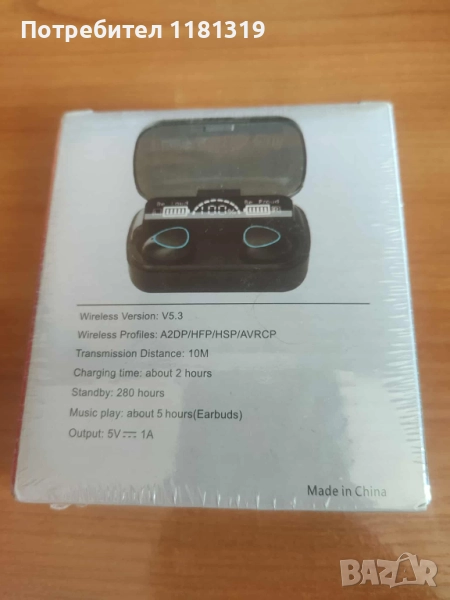 Потребител 1181319
Wireless Version: V5.3
Wireless Profiles: A2DP/HFP/HSP/AVRCP
Transmission Distance: 10M
Charging time: about 2 hours
Standby: 280 hours
Music play: about 5 hours(Earbuds)
Output: 5V⎓ 1A
Made in China
BAZAR